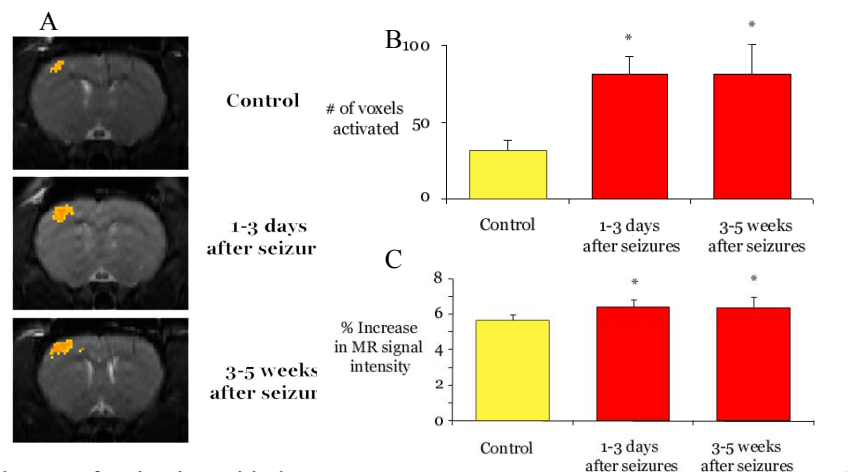 A
Control
1-3 days
after seizur
3-5 weeks
after seizur
B
# of voxels
activated
100
50
0
*
*
Control
1-3 days
after seizures
3-5 weeks
after seizures
C
% Increase
in MR signal
intensity
8
6
4
2
0
*
*
Control
1-3 days
after seizures
3-5 weeks
after seizures